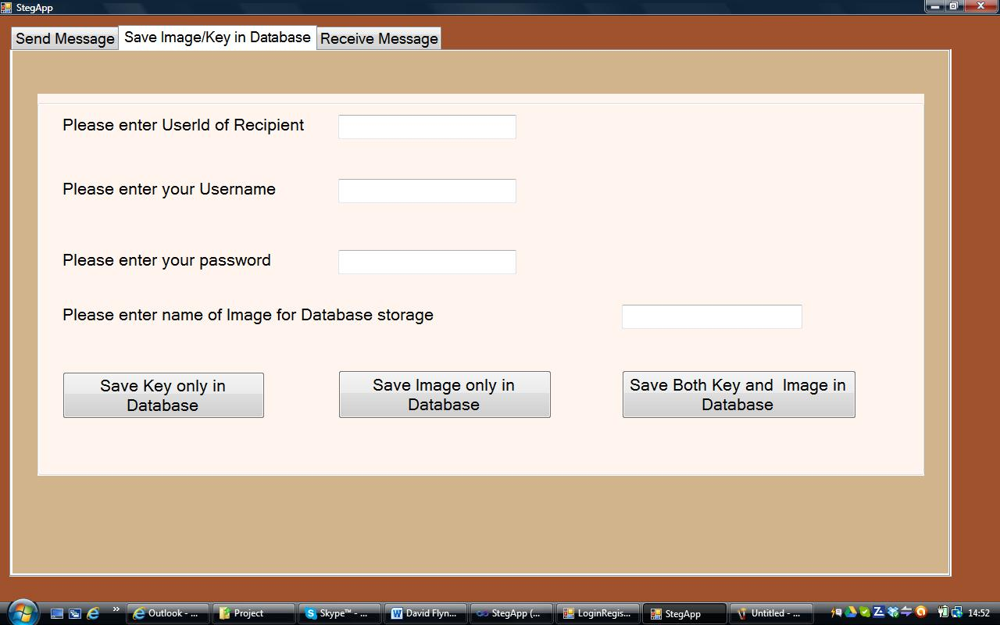 StegApp
Send Message
Save Image/Key in Database
Receive Message
Please enter UserId of Recipient
Please enter your Username
Please enter your password
Please enter name of Image for Database storage
Save Key only in
Database
Save Image only in
Database
Save Both Key and  Image in
Database
Outlook - ...
Project
Skype™ - ...
David Flyn...
StegApp (...
LoginRegis...
StegApp
Untitled - ...
14:52